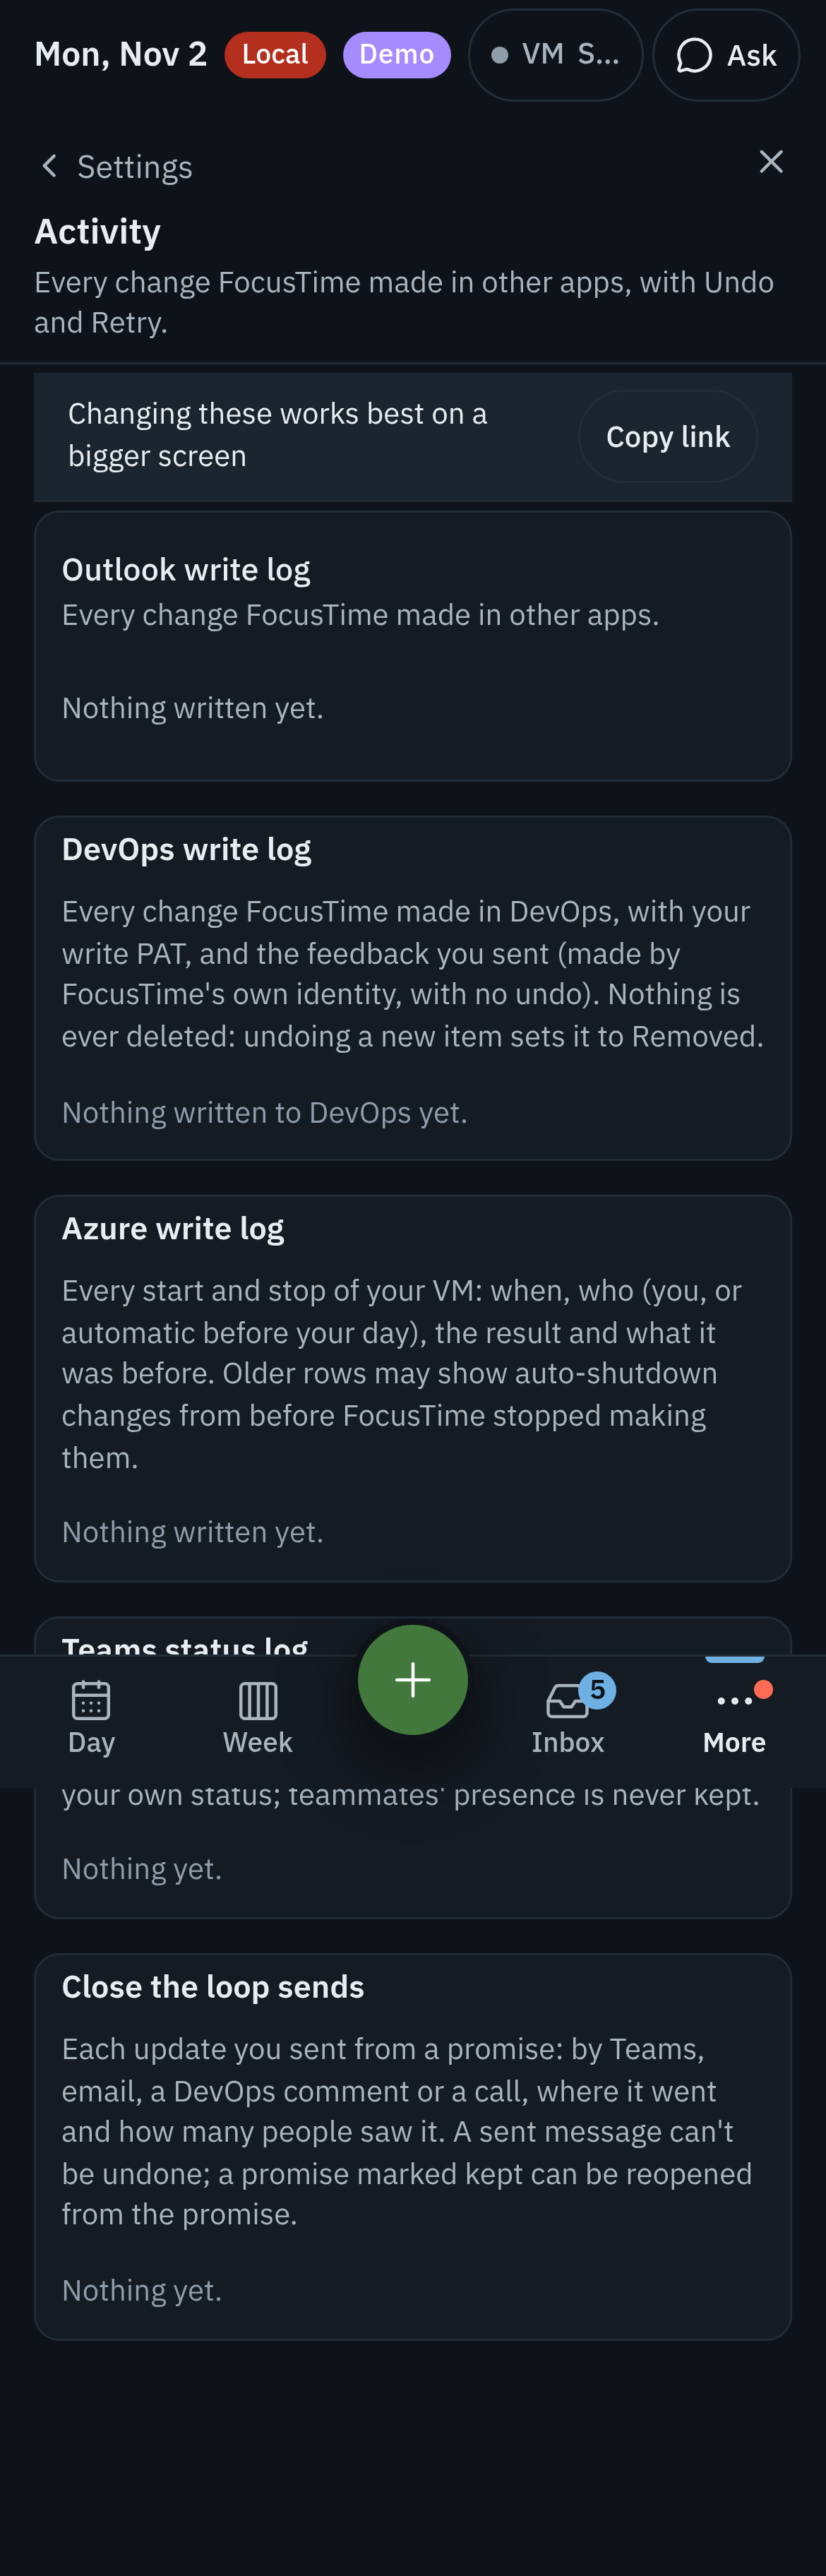 Mon, Nov 2 Local Demo VM S... Ask
Settings
Activity
Every change FocusTime made in other apps, with Undo
and Retry.
Changing these works best on a
bigger screen
Copy link
Outlook write log
Every change FocusTime made in other apps.
Nothing written yet.
DevOps write log
Every change FocusTime made in DevOps, with your
write PAT, and the feedback you sent (made by
FocusTime's own identity, with no undo). Nothing is
ever deleted: undoing a new item sets it to Removed.
Nothing written to DevOps yet.
Azure write log
Every start and stop of your VM: when, who (you, or
automatic before your day), the result and what it
was before. Older rows may show auto-shutdown
changes from before FocusTime stopped making
them.
Nothing written yet.
Teams status log
5
Day Week Inbox More
your own status; teammates' presence is never kept.
Nothing yet.
Close the loop sends
Each update you sent from a promise: by Teams,
email, a DevOps comment or a call, where it went
and how many people saw it. A sent message can't
be undone; a promise marked kept can be reopened
from the promise.
Nothing yet.